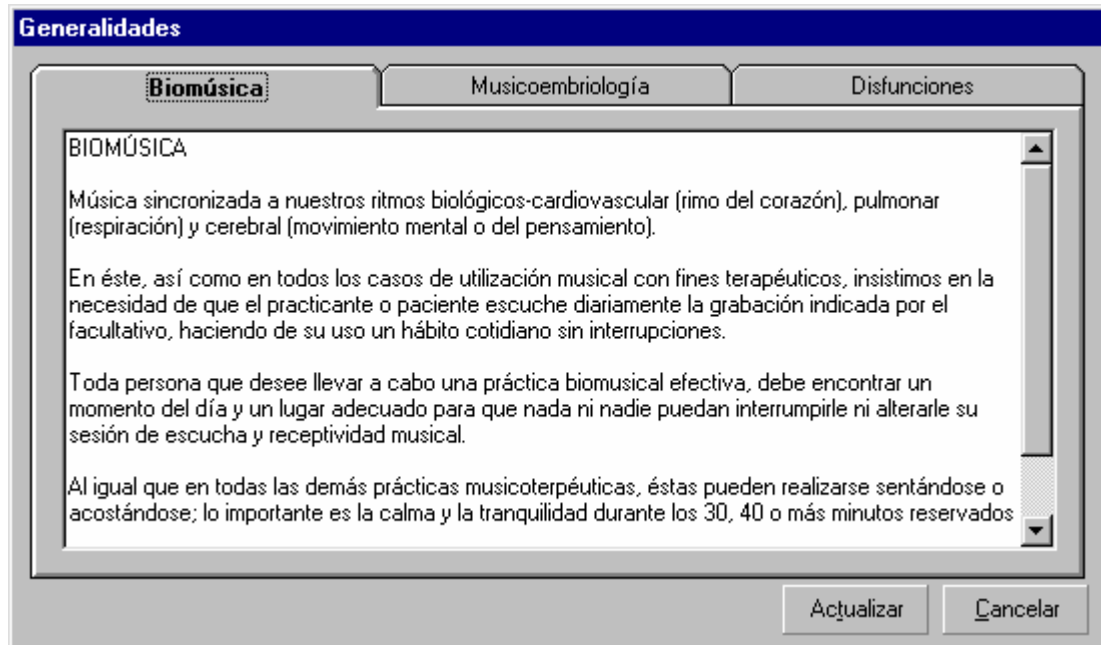 Generalidades
Biomúsica
Musicoembriología
Disfunciones
BIOMÚSICA
Música sincronizada a nuestros ritmos biológicos-cardiovascular (rimo del corazón), pulmonar
(respiración) y cerebral (movimiento mental o del pensamiento).
En éste, así como en todos los casos de utilización musical con fines terapéuticos, insistimos en la
necesidad de que el practicante o paciente escuche diariamente la grabación indicada por el
facultativo, haciendo de su uso un hábito cotidiano sin interrupciones.
Toda persona que desee llevar a cabo una práctica biomusical efectiva, debe encontrar un
momento del día y un lugar adecuado para que nada ni nadie puedan interrumpirle ni alterarle su
sesión de escucha y receptividad musical.
Al igual que en todas las demás prácticas musicoterpéuticas, éstas pueden realizarse sentándose o
acostándose; lo importante es la calma y la tranquilidad durante los 30, 40 o más minutos reservados
Actualizar
Cancelar